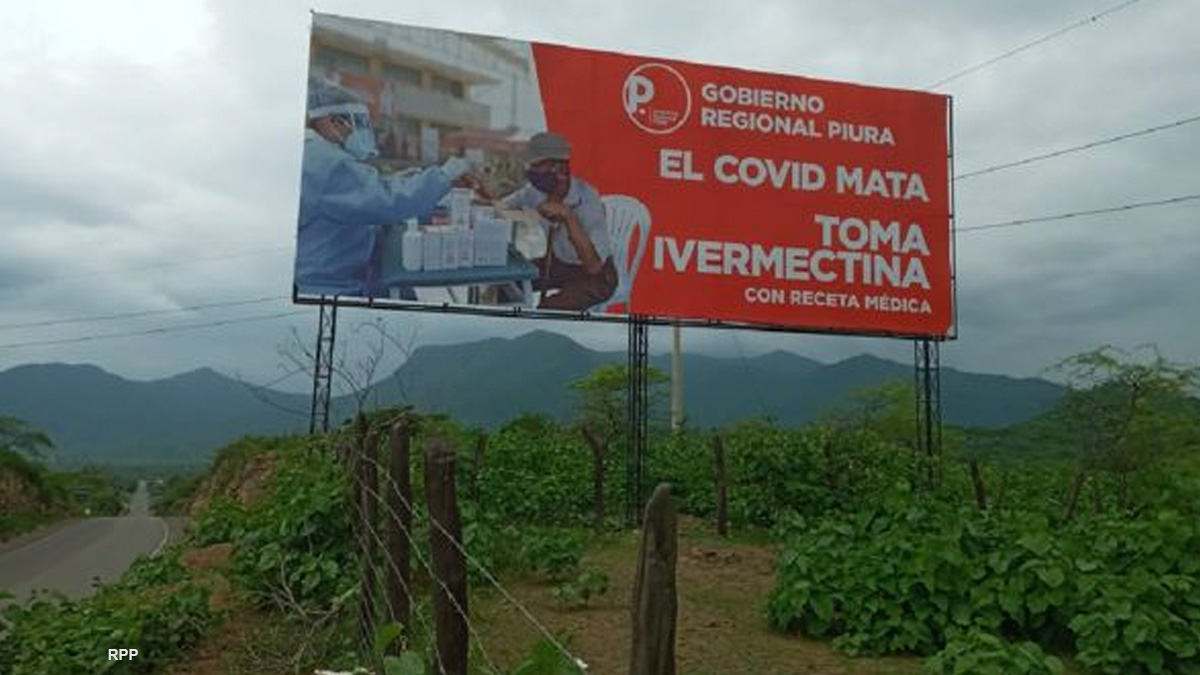 P.
GOBIERNO
REGIONAL PIURA
EL COVID MATA
TOMA
IVERMECTINA
CON RECETA MÉDICA
RPP